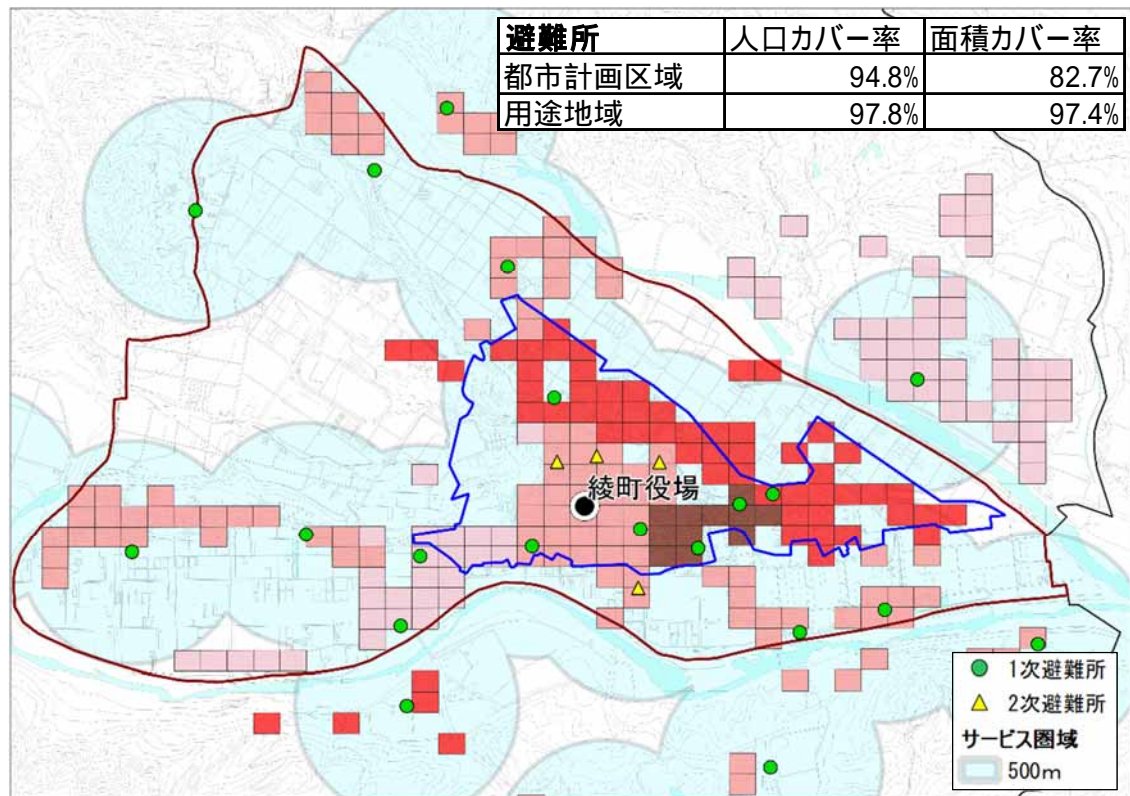 避難所 人口カバー率 面積カバー率
都市計画区域 94.8% 82.7%
用途地域 97.8% 97.4%
綾町役場
1次避難所
2次避難所
サービス圏域
500m